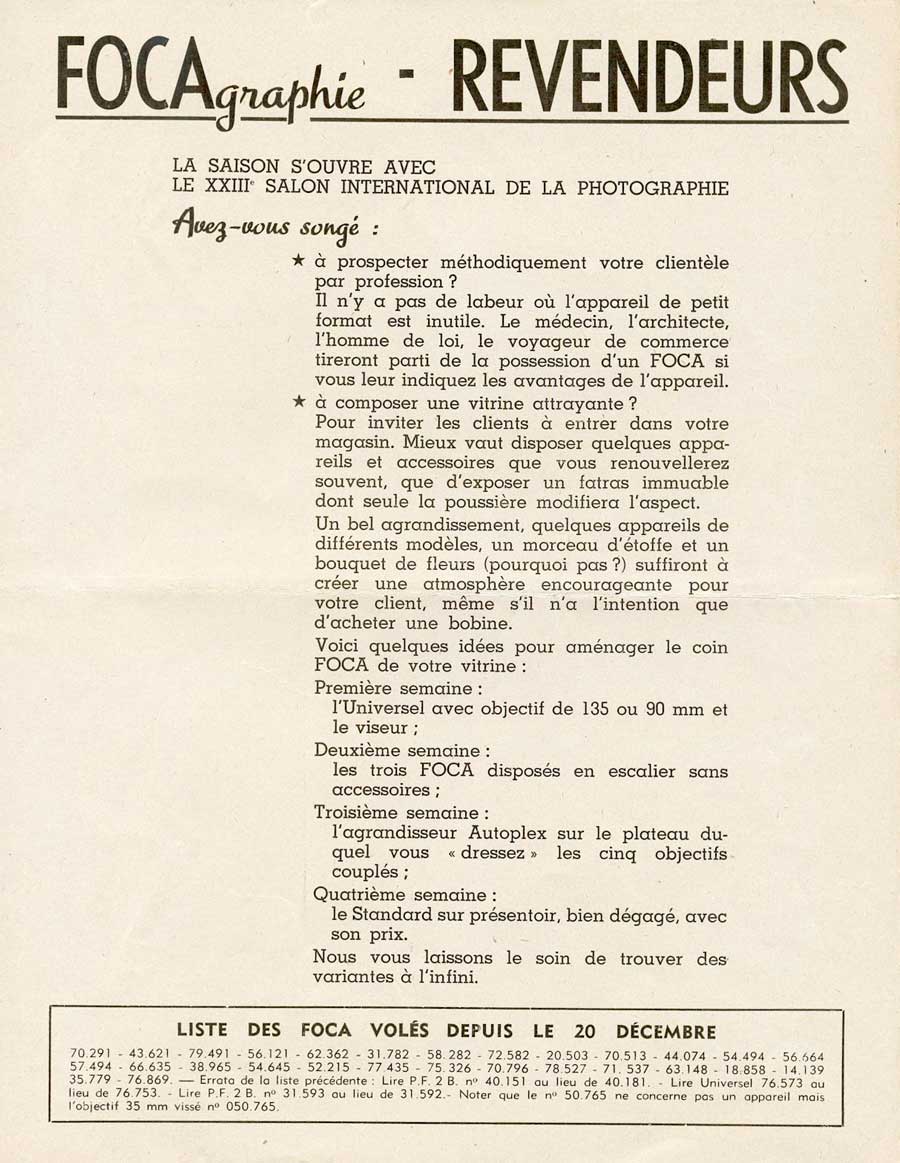 FOCAgraphie - REVENDEURS
LA SAISON S'OUVRE AVEC
LE XXIIIe SALON INTERNATIONAL DE LA PHOTOGRAPHIE
Avez-vous songé :
★ à prospecter méthodiquement votre clientèle
par profession ?
Il n'y a pas de labeur où l'appareil de petit
format est inutile. Le médecin, l'architecte,
l'homme de loi, le voyageur de commerce
tireront parti de la possession d'un FOCA si
vous leur indiquez les avantages de l'appareil.
★ à composer une vitrine attrayante ?
Pour inviter les clients à entrer dans votre
magasin. Mieux vaut disposer quelques appa-
reils et accessoires que vous renouvellerez
souvent, que d'exposer un fatras immuable
dont seule la poussière modifiera l'aspect.
Un bel agrandissement, quelques appareils de
différents modèles, un morceau d'étoffe et un
bouquet de fleurs (pourquoi pas ?) suffiront à
créer une atmosphère encourageante pour
votre client, même s'il n'a l'intention que
d'acheter une bobine.
Voici quelques idées pour aménager le coin
FOCA de votre vitrine :
Première semaine :
l'Universel avec objectif de 135 ou 90 mm et
le viseur ;
Deuxième semaine :
les trois FOCA disposés en escalier sans
accessoires ;
Troisième semaine :
l'agrandisseur Autoplex sur le plateau du-
quel vous « dressez » les cinq objectifs
couplés ;
Quatrième semaine :
le Standard sur présentoir, bien dégagé, avec
son prix.
Nous vous laissons le soin de trouver des
variantes à l'infini.
LISTE DES FOCA VOLÉS DEPUIS LE 20 DÉCEMBRE
70.291 - 43.621 - 79.491 - 56.121 - 62.362 - 31.782 - 58.282 - 72.582 - 20.503 - 70.513 - 44.074 - 54.494 - 56.664
57.494 - 66.635 - 38.965 - 54.645 - 52.215 - 77.435 - 75.326 - 70.796 - 78.527 - 71. 537 - 63.148 - 18.858 - 14.139
35.779 - 76.869. — Errata de la liste précédente : Lire P.F. 2 B. nº 40.151 au lieu de 40.181. - Lire Universel 76.573 au
lieu de 76.753. - Lire P.F. 2 B. nº 31.593 au lieu de 31.592.- Noter que le nº 50.765 ne concerne pas un appareil mais
l'objectif 35 mm vissé nº 050.765.